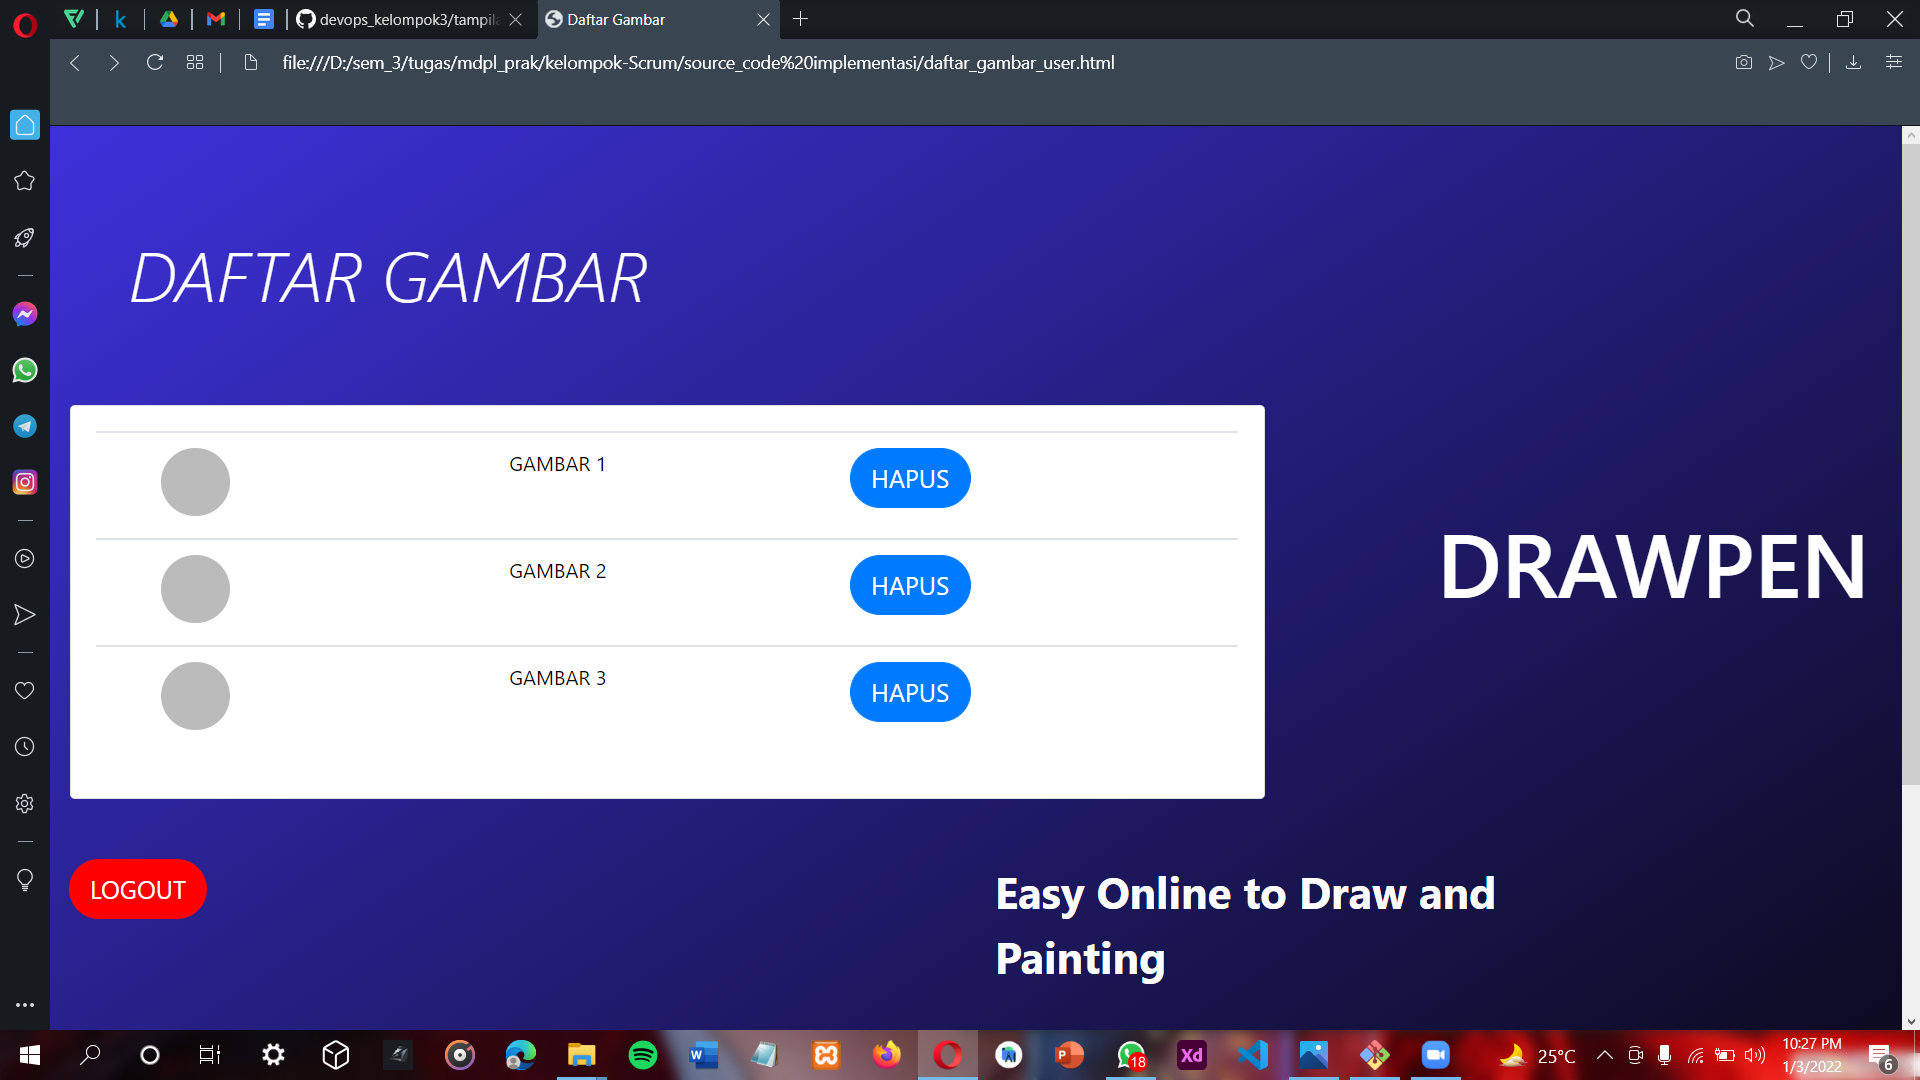 devops_kelompok3/tampil
Daftar Gambar
file:///D:/sem_3/tugas/mdpl_prak/kelompok-Scrum/source_code%20implementasi/daftar_gambar_user.html
DAFTAR GAMBAR
GAMBAR 1
HAPUS
GAMBAR 2
HAPUS
GAMBAR 3
HAPUS
DRAWPEN
LOGOUT
Easy Online to Draw and
Painting
18
Xd
25°C
10:27 PM
1/3/2022
6